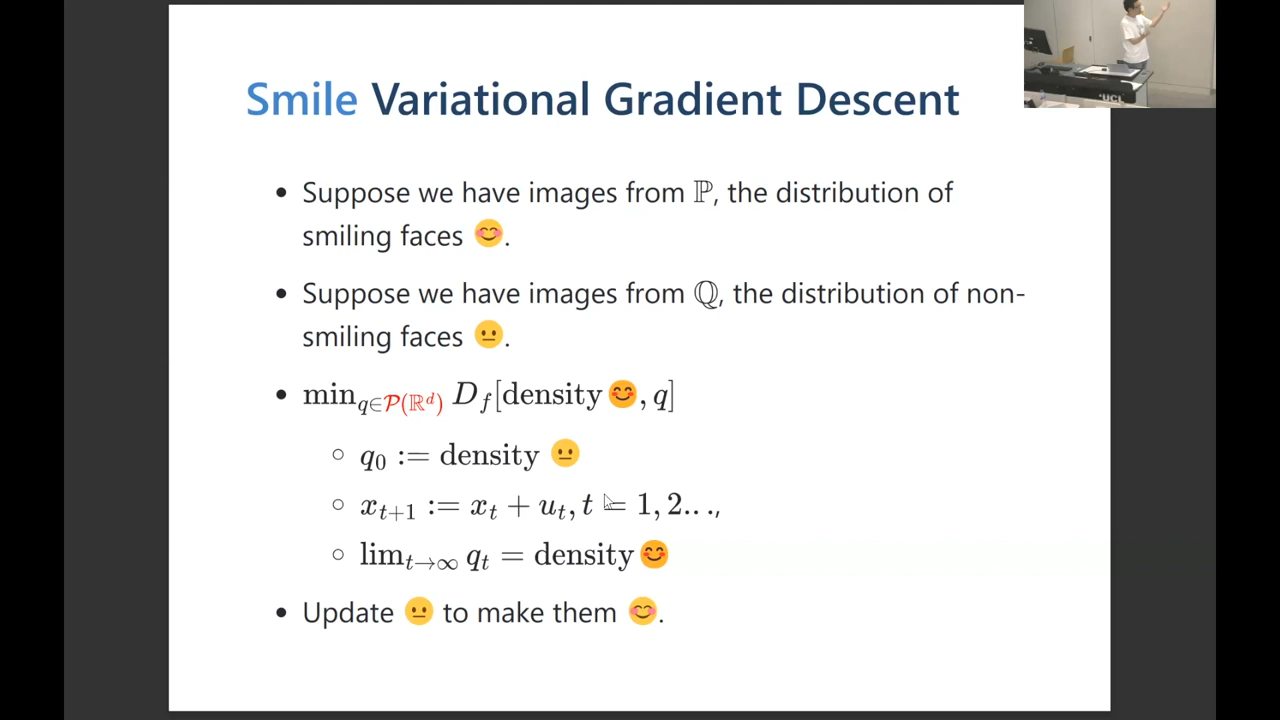 Smile Variational Gradient Descent
• Suppose we have images from ℙ, the distribution of
smiling faces 😊.
• Suppose we have images from ℚ, the distribution of non-
smiling faces 😐.
• min_{q∈𝒫(ℝ^d)} D_f[density😊, q]
○ q_0 := density 😐
○ x_{t+1} := x_t + u_t, t = 1, 2. . .,
○ lim_{t→∞} q_t = density😊
• Update 😐 to make them 😊.
UCL